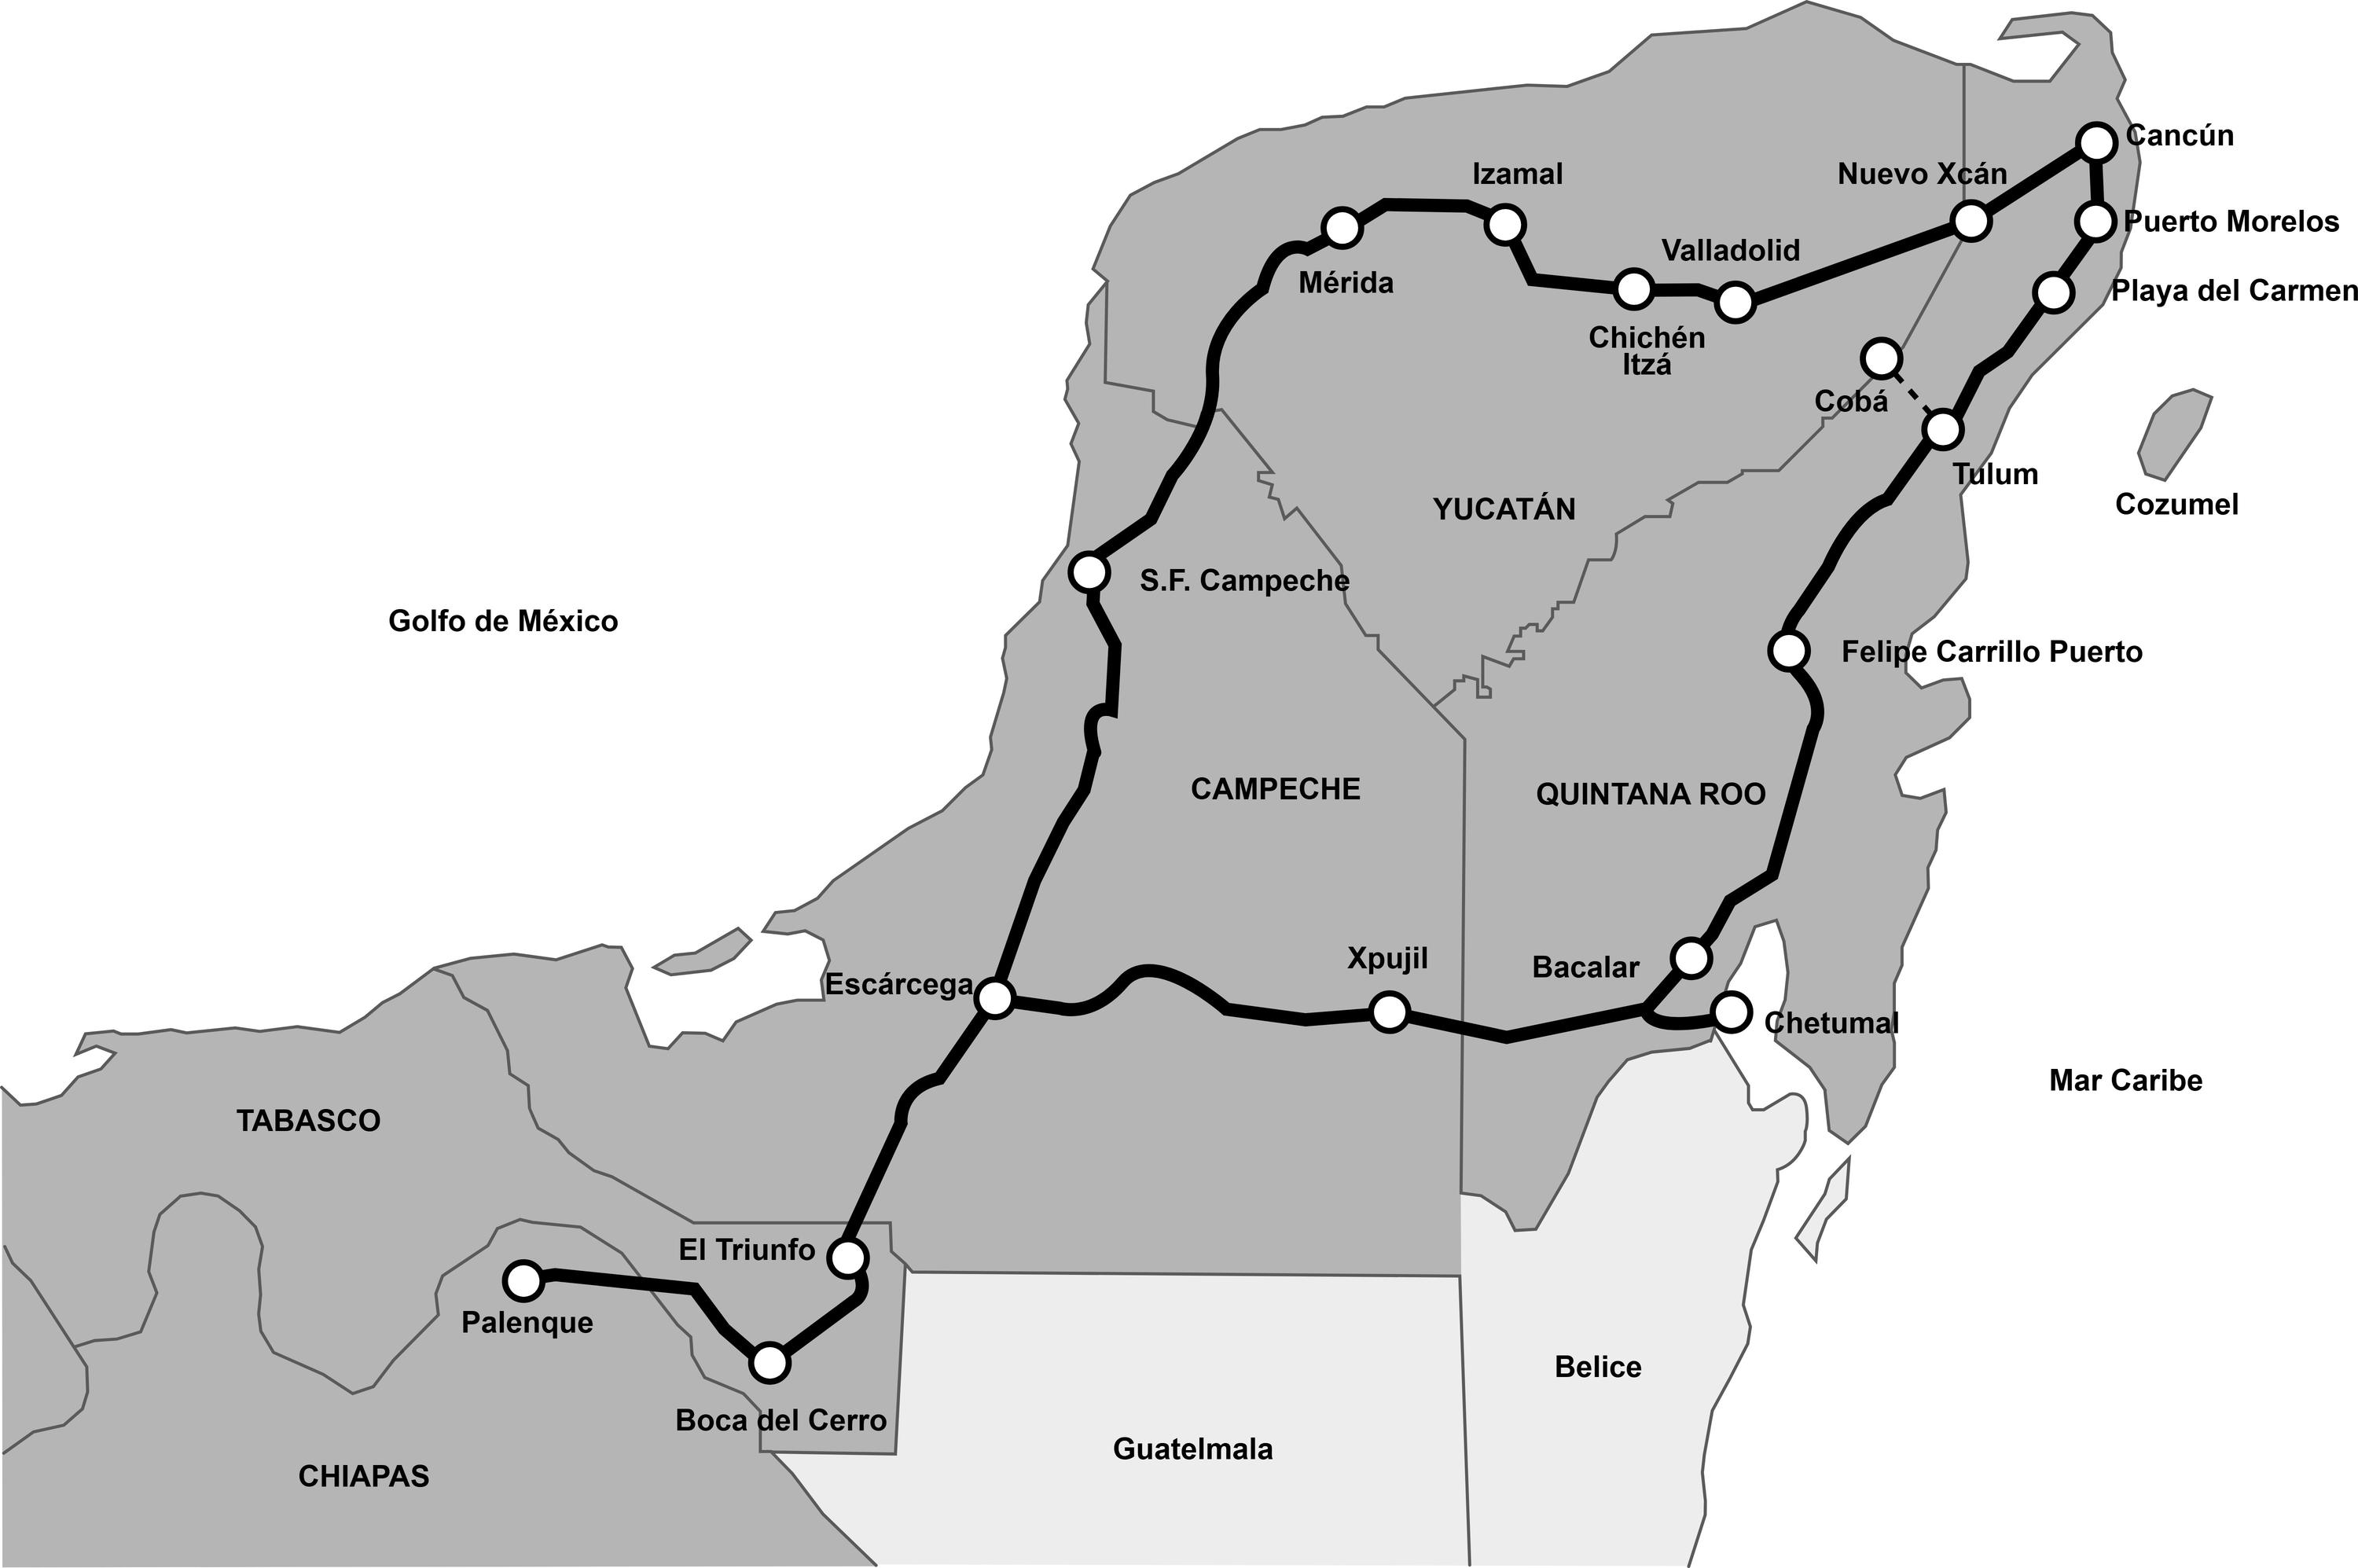 Cancún
Nuevo Xcán
Izamal
Puerto Morelos
Valladolid
Mérida
Playa del Carmen
Chichén
Itzá
Cobá
Tulum
Cozumel
YUCATÁN
S.F. Campeche
Golfo de México
Felipe Carrillo Puerto
CAMPECHE
QUINTANA ROO
Xpujil
Bacalar
Escárcega
Chetumal
Mar Caribe
TABASCO
El Triunfo
Palenque
Belice
Boca del Cerro
Guatelmala
CHIAPAS